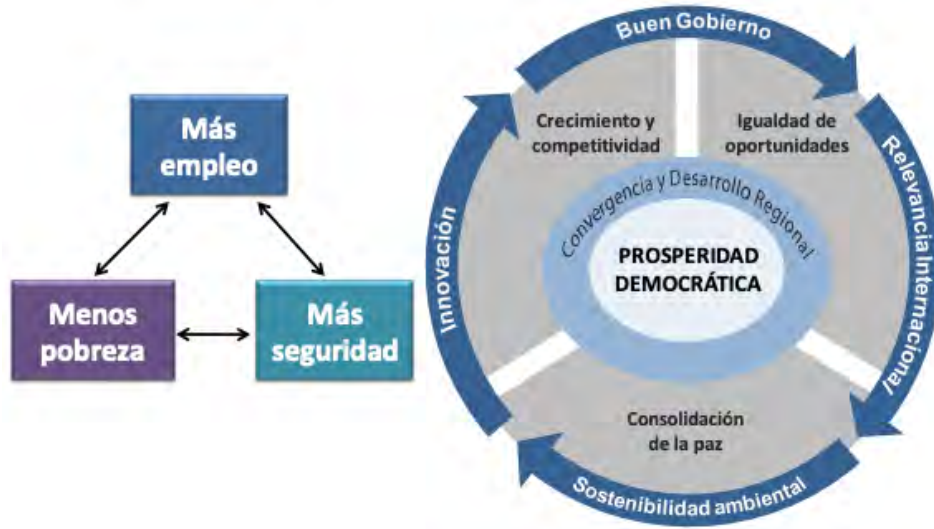 Más
empleo
Menos
pobreza
Más
seguridad
Buen Gobierno
Relevancia Internacional
Sostenibilidad ambiental
Innovación
Crecimiento y
competitividad
Igualdad de
oportunidades
Convergencia y Desarrollo Regional
PROSPERIDAD
DEMOCRÁTICA
Consolidación
de la paz